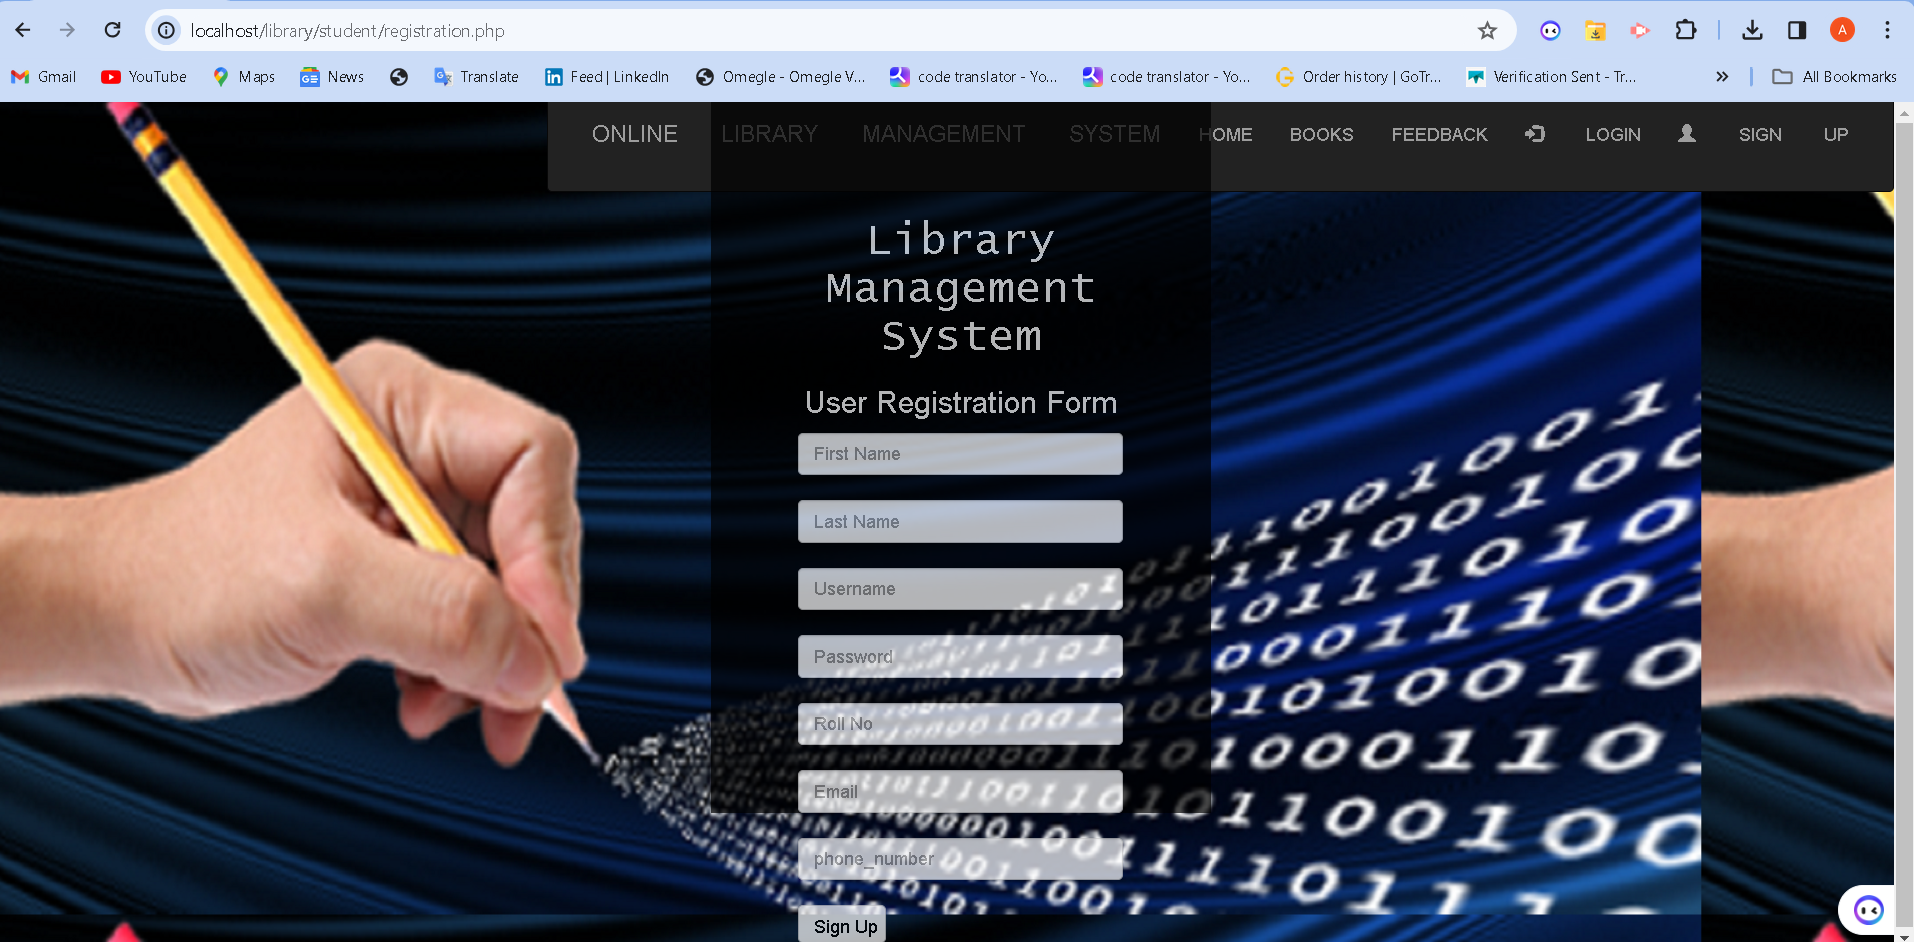 localhost/library/student/registration.php
A
Gmail YouTube Maps News Translate Feed | LinkedIn Omegle - Omegle V... code translator - Yo... code translator - Yo... Order history | GoTr... Verification Sent - Tr... » All Bookmarks
ONLINE LIBRARY MANAGEMENT SYSTEM HOME BOOKS FEEDBACK LOGIN SIGN UP
Library
Management
System
User Registration Form
First Name
Last Name
Username
Password
Roll No
Email
phone_number
Sign Up